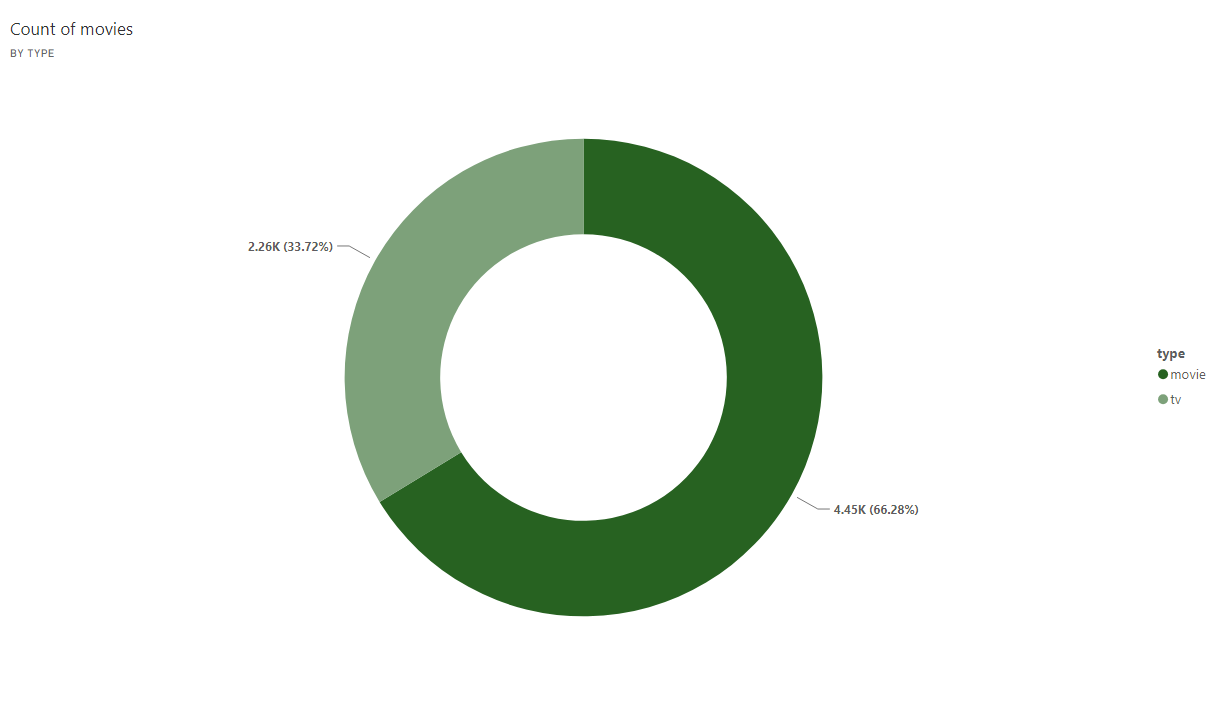 Count of movies
BY TYPE
2.26K (33.72%)
type
movie
tv
4.45K (66.28%)